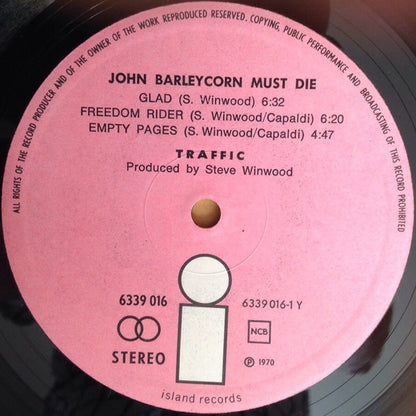 ALL RIGHTS OF THE RECORD PRODUCER AND OF THE OWNER OF THE WORK REPRODUCED RESERVED. COPYING, PUBLIC PERFORMANCE AND BROADCASTING OF THIS RECORD PROHIBITED
JOHN BARLEYCORN MUST DIE
GLAD (S. Winwood) 6:32
FREEDOM RIDER (S. Winwood/Capaldi) 6:20
EMPTY PAGES (S. Winwood/Capaldi) 4:47
TRAFFIC
Produced by Steve Winwood
6339 016 6339 016-1 Y
NCB
STEREO ℗ 1970
i
island records